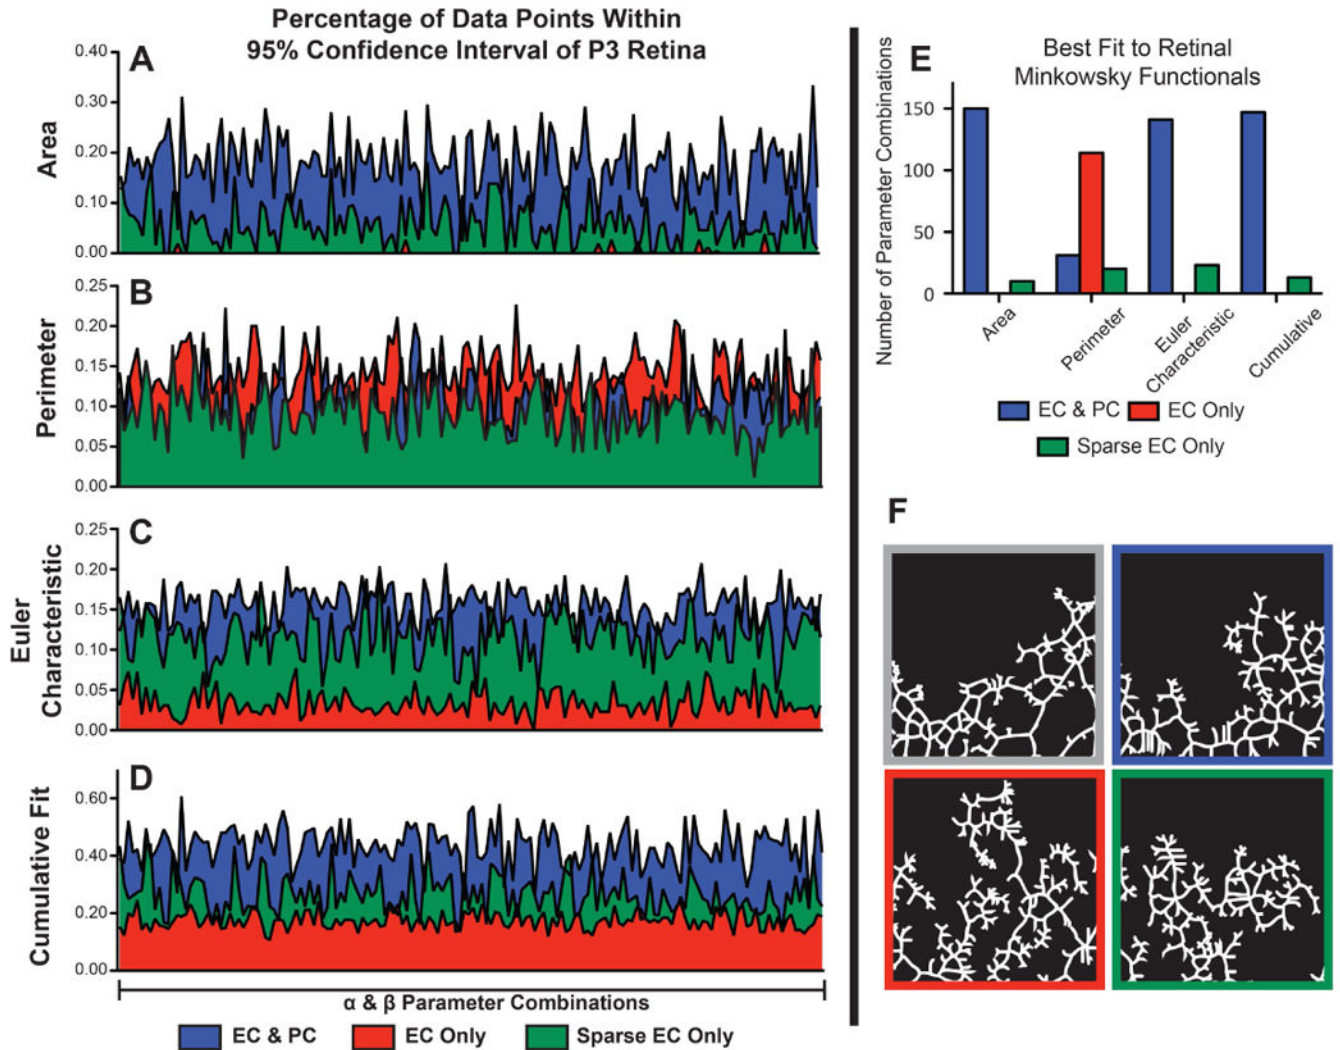 Percentage of Data Points Within
95% Confidence Interval of P3 Retina
A
Area
0.40
0.30
0.20
0.10
0.00
B
Perimeter
0.25
0.20
0.15
0.10
0.05
0.00
C
Euler
Characteristic
0.25
0.20
0.15
0.10
0.05
0.00
D
Cumulative Fit
0.60
0.40
0.20
0.00
α & β Parameter Combinations
EC & PC
EC Only
Sparse EC Only
E
Best Fit to Retinal
Minkowsky Functionals
Number of Parameter Combinations
150
100
50
0
Area
Perimeter
Euler
Characteristic
Cumulative
EC & PC
EC Only
Sparse EC Only
F